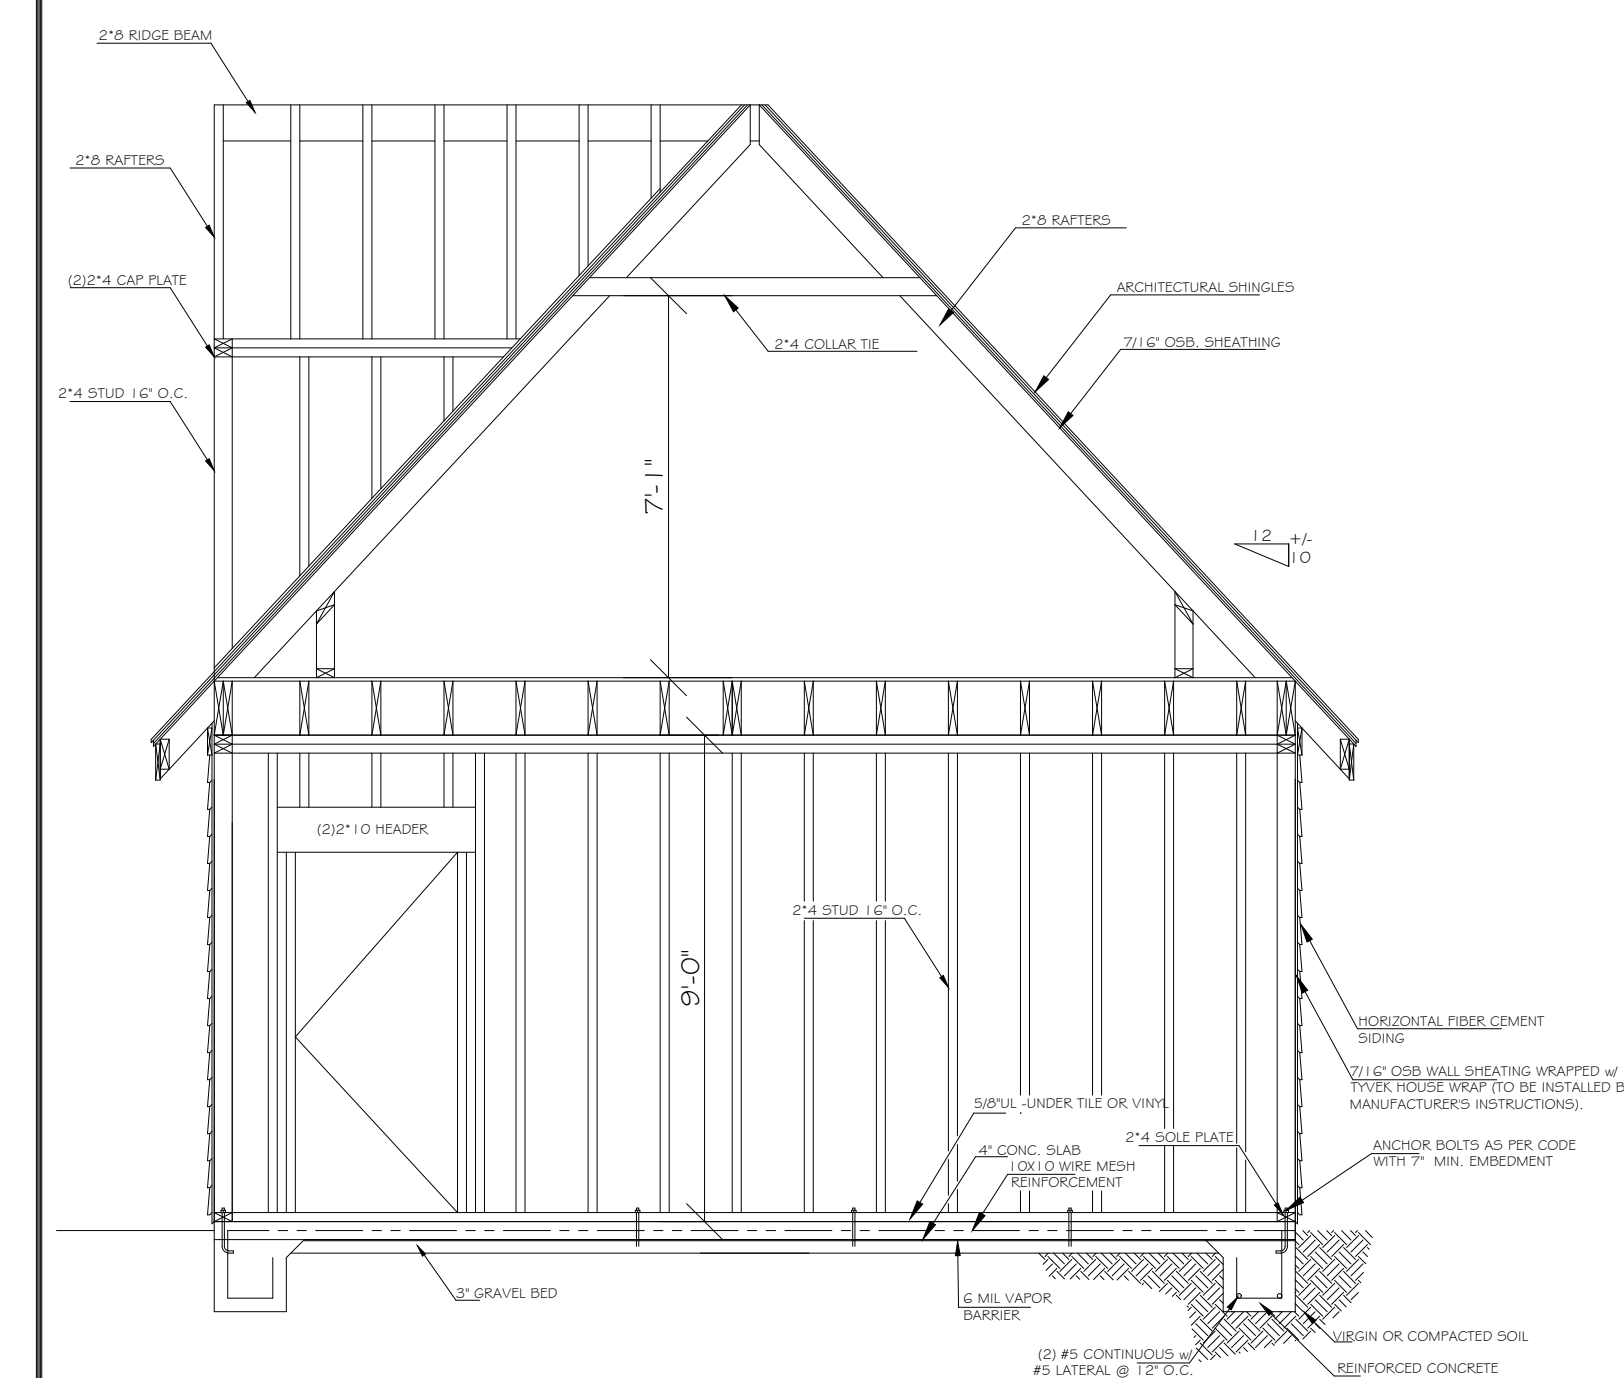 2*8 RIDGE BEAM
2*8 RAFTERS
(2)2*4 CAP PLATE
2*4 STUD 16" O.C.
2*8 RAFTERS
ARCHITECTURAL SHINGLES
7/16" OSB. SHEATHING
2*4 COLLAR TIE
7'-1"
12
+/-
10
(2)2*10 HEADER
2*4 STUD 16" O.C.
9'-0"
HORIZONTAL FIBER CEMENT
SIDING
7/16" OSB WALL SHEATING WRAPPED w/
TYVEK HOUSE WRAP (TO BE INSTALLED B
MANUFACTURER'S INSTRUCTIONS).
5/8"UL -UNDER TILE OR VINYL
2*4 SOLE PLATE
ANCHOR BOLTS AS PER CODE
WITH 7" MIN. EMBEDMENT
4" CONC. SLAB
10X10 WIRE MESH
REINFORCEMENT
3" GRAVEL BED
6 MIL VAPOR
BARRIER
VIRGIN OR COMPACTED SOIL
(2) #5 CONTINUOUS w/
#5 LATERAL @ 12" O.C.
REINFORCED CONCRETE